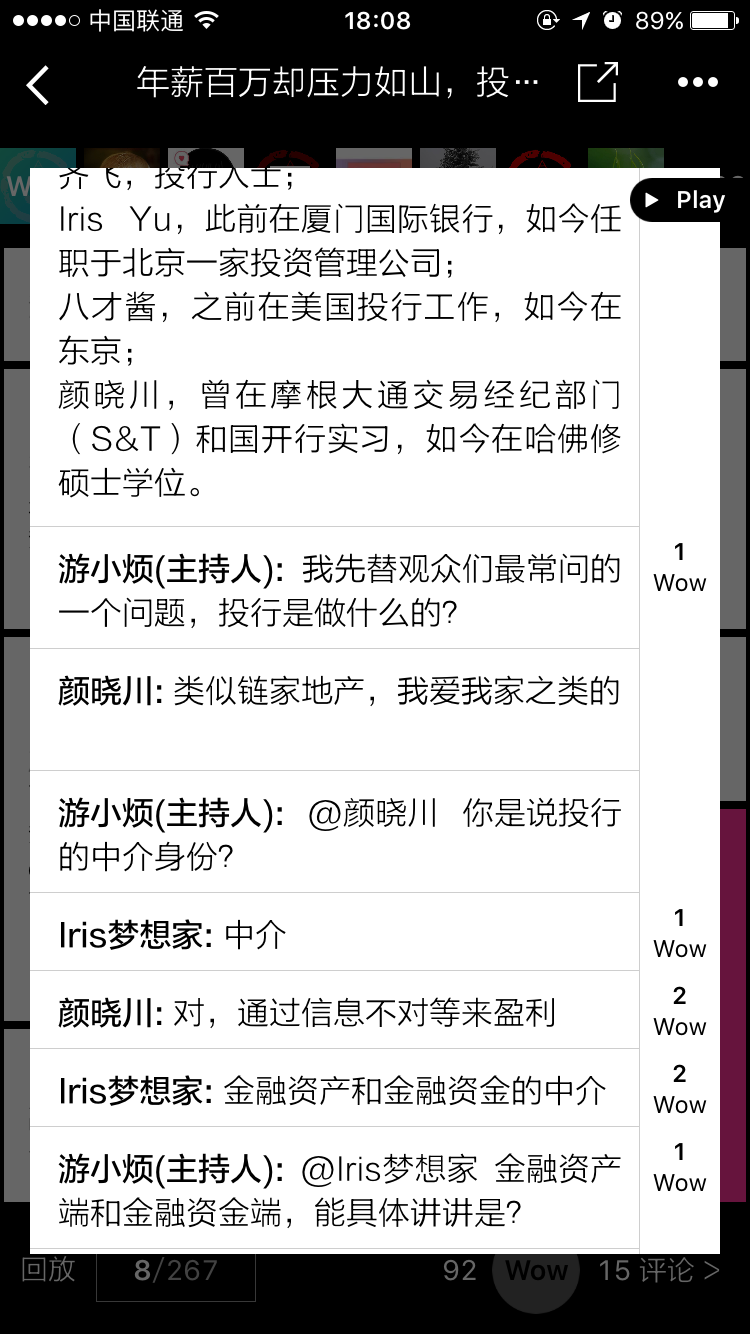 中国联通 18:08 89%
年薪百万却压力如山，投…
W
齐飞，投行人士；
Play
Iris Yu，此前在厦门国际银行，如今任
职于北京一家投资管理公司；
八才酱，之前在美国投行工作，如今在
东京；
颜晓川，曾在摩根大通交易经纪部门
（S&T）和国开行实习，如今在哈佛修
硕士学位。
游小烦(主持人)：我先替观众们最常问的
一个问题，投行是做什么的?
1
Wow
颜晓川: 类似链家地产，我爱我家之类的
游小烦(主持人)： @颜晓川 你是说投行
的中介身份?
Iris梦想家: 中介
1
Wow
颜晓川: 对，通过信息不对等来盈利
2
Wow
Iris梦想家: 金融资产和金融资金的中介
2
Wow
游小烦(主持人)： @Iris梦想家 金融资产
端和金融资金端，能具体讲讲是?
1
Wow
回放 8/267 92 Wow 15 评论 >